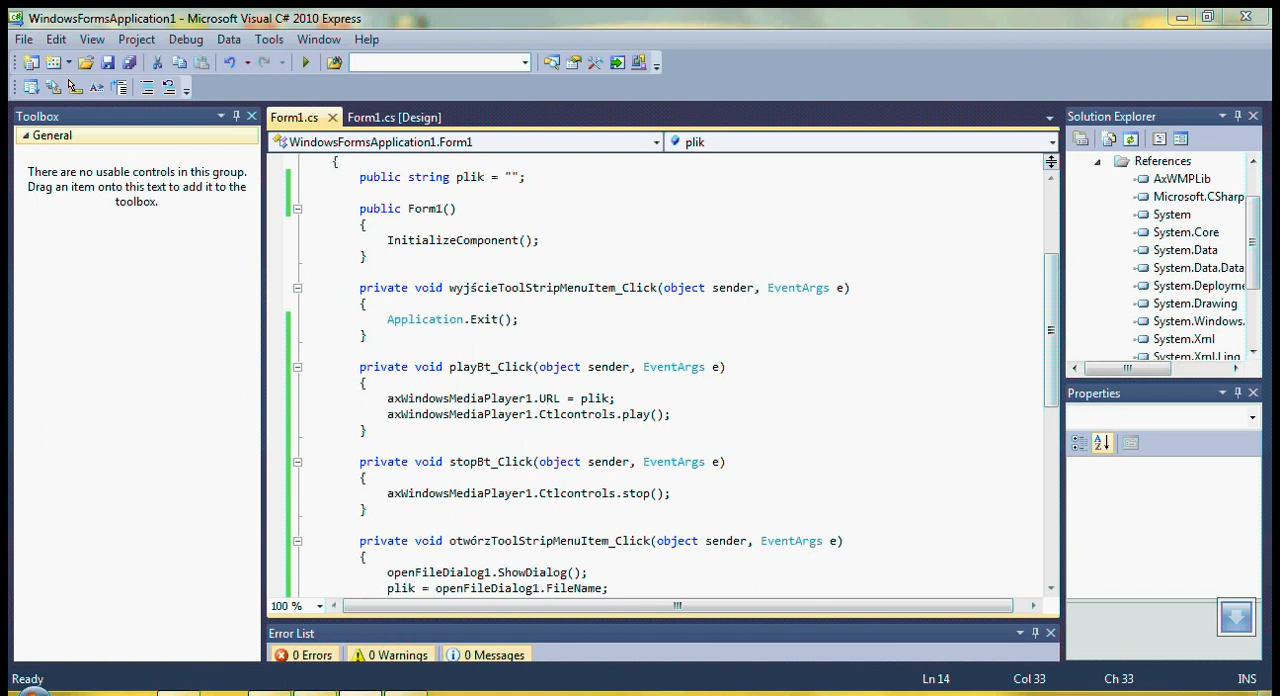 WindowsFormsApplication1 - Microsoft Visual C# 2010 Express
File Edit View Project Debug Data Tools Window Help
Toolbox
General
There are no usable controls in this group.
Drag an item onto this text to add it to the
toolbox.
Form1.cs Form1.cs [Design]
WindowsFormsApplication1.Form1 plik
{
public string plik = "";
public Form1()
{
InitializeComponent();
}
private void wyjścieToolStripMenuItem_Click(object sender, EventArgs e)
{
Application.Exit();
}
private void playBt_Click(object sender, EventArgs e)
{
axWindowsMediaPlayer1.URL = plik;
axWindowsMediaPlayer1.Ctlcontrols.play();
}
private void stopBt_Click(object sender, EventArgs e)
{
axWindowsMediaPlayer1.Ctlcontrols.stop();
}
private void otwórzToolStripMenuItem_Click(object sender, EventArgs e)
{
openFileDialog1.ShowDialog();
plik = openFileDialog1.FileName;
100 %
Error List
0 Errors 0 Warnings 0 Messages
Solution Explorer
References
AxWMPLib
Microsoft.CSharp
System
System.Core
System.Data
System.Data.Data
System.Deployme
System.Drawing
System.Windows.
System.Xml
System.Xml.Linq
Properties
Ready Ln 14 Col 33 Ch 33 INS